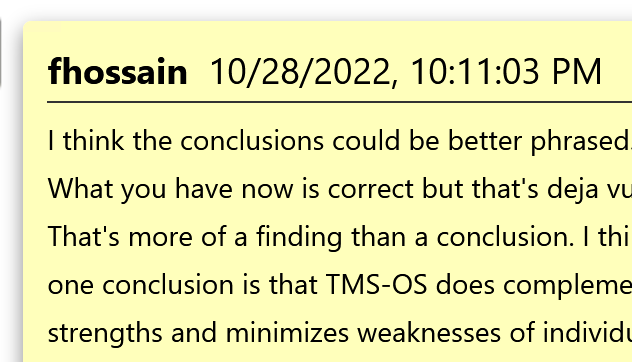 fhossain 10/28/2022, 10:11:03 PM
I think the conclusions could be better phrased.
What you have now is correct but that's deja vu
That's more of a finding than a conclusion. I thi
one conclusion is that TMS-OS does compleme
strengths and minimizes weaknesses of individu